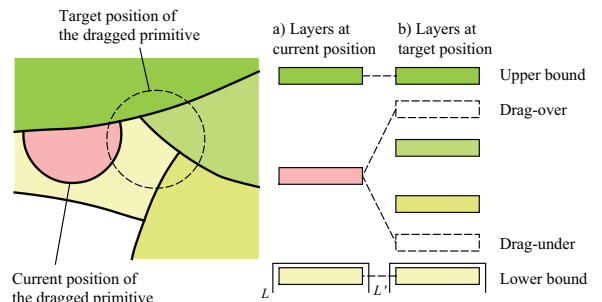 Target position of
the dragged primitive
a) Layers at
current position
b) Layers at
target position
Upper bound
Drag-over
Drag-under
Lower bound
L
L'
Current position of
the dragged primitive